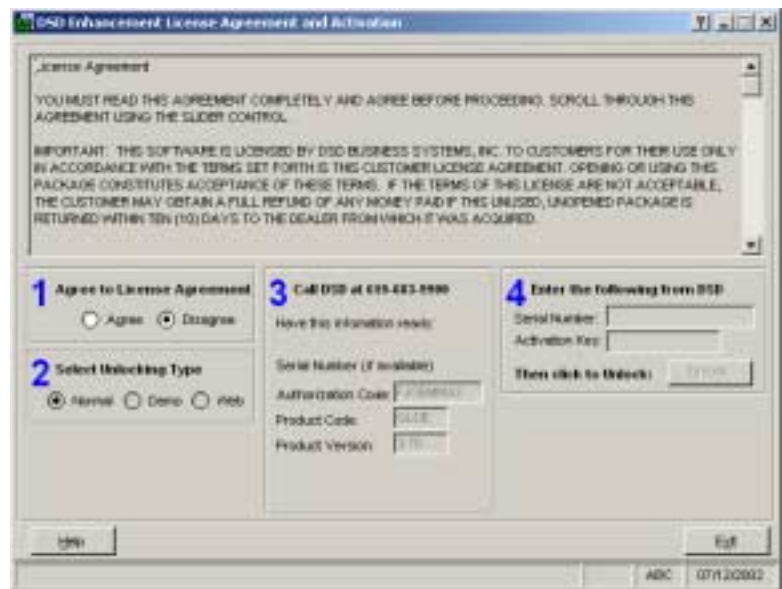 DSD Enhancement License Agreement and Activation
License Agreement
YOU MUST READ THIS AGREEMENT COMPLETELY AND AGREE BEFORE PROCEEDING. SCROLL THROUGH THIS
AGREEMENT USING THE SLIDER CONTROL.
IMPORTANT: THIS SOFTWARE IS LICENSED BY DSD BUSINESS SYSTEMS, INC. TO CUSTOMERS FOR THEIR USE ONLY
IN ACCORDANCE WITH THE TERMS SET FORTH IS THIS CUSTOMER LICENSE AGREEMENT. OPENING OR USING THIS
PACKAGE CONSTITUTES ACCEPTANCE OF THESE TERMS. IF THE TERMS OF THIS LICENSE ARE NOT ACCEPTABLE,
THE CUSTOMER MAY OBTAIN A FULL REFUND OF ANY MONEY PAID IF THIS UNUSED, UNOPENED PACKAGE IS
RETURNED WITHIN TEN (10) DAYS TO THE DEALER FROM WHICH IT WAS ACQUIRED.
1 Agree to License Agreement
Agree Disagree
2 Select Unlocking Type
Normal Demo Web
3 Call DSD at
Have this information ready:
Serial Number (if available)
Authorization Code:
Product Code:
Product Version:
4 Enter the following from DSD
Serial Number:
Activation Key:
Then click to Unlock:
Help
Exit
ABC 07/12/2002